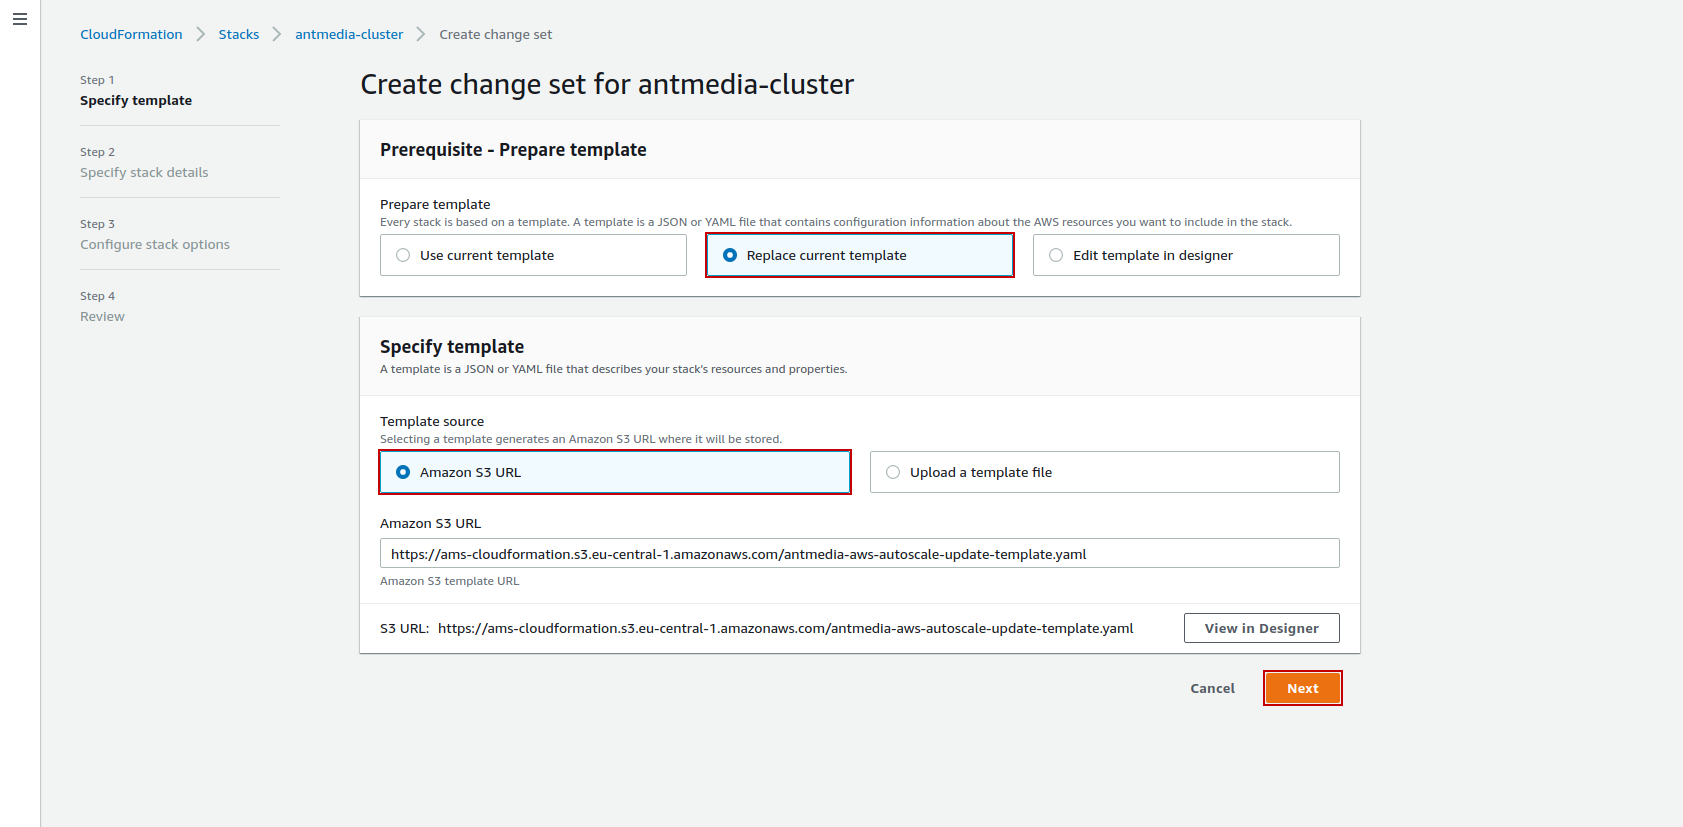 CloudFormation > Stacks > antmedia-cluster > Create change set
Step 1
Specify template
Step 2
Specify stack details
Step 3
Configure stack options
Step 4
Review
Create change set for antmedia-cluster
Prerequisite - Prepare template
Prepare template
Every stack is based on a template. A template is a JSON or YAML file that contains configuration information about the AWS resources you want to include in the stack.
Use current template
Replace current template
Edit template in designer
Specify template
A template is a JSON or YAML file that describes your stack's resources and properties.
Template source
Selecting a template generates an Amazon S3 URL where it will be stored.
Amazon S3 URL
Upload a template file
Amazon S3 URL
https://ams-cloudformation.s3.eu-central-1.amazonaws.com/antmedia-aws-autoscale-update-template.yaml
Amazon S3 template URL
S3 URL: https://ams-cloudformation.s3.eu-central-1.amazonaws.com/antmedia-aws-autoscale-update-template.yaml
View in Designer
Cancel
Next